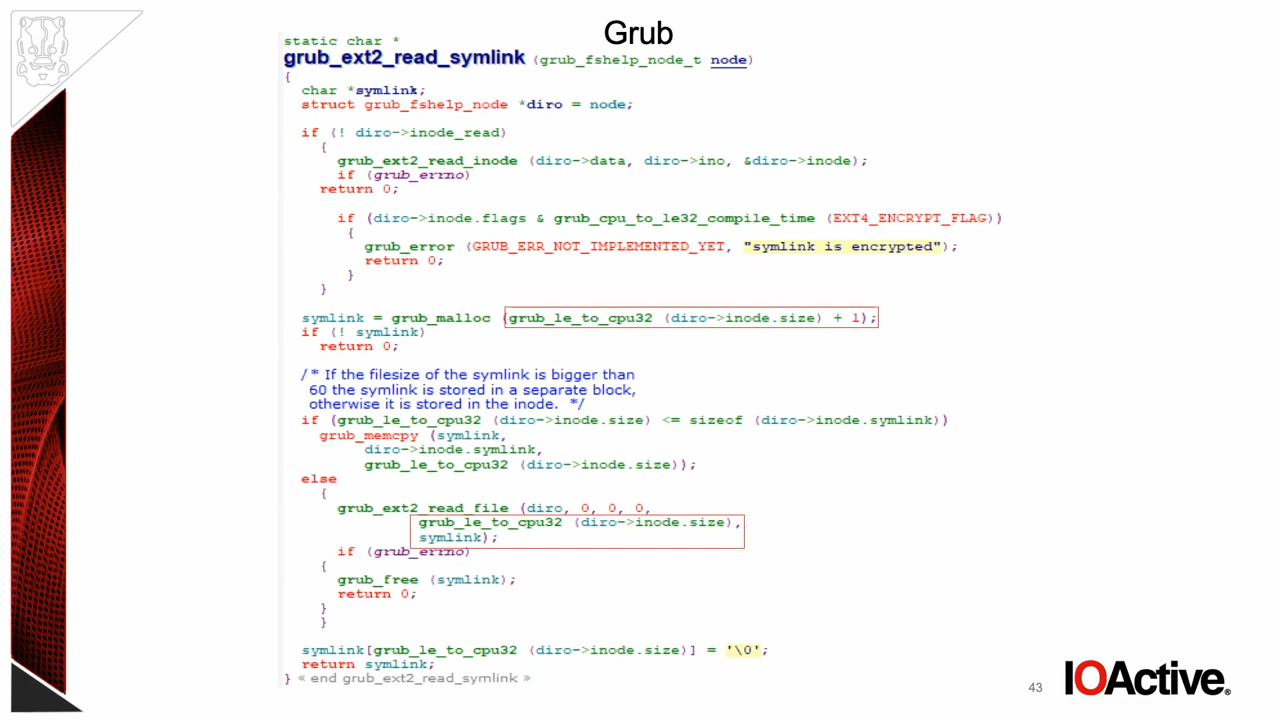 Grub
static char *
grub_ext2_read_symlink (grub_fshelp_node_t node)
{
char *symlink;
struct grub_fshelp_node *diro = node;
if (! diro->inode_read)
{
grub_ext2_read_inode (diro->data, diro->ino, &diro->inode);
if (grub_errno)
return 0;
if (diro->inode.flags & grub_cpu_to_le32_compile_time (EXT4_ENCRYPT_FLAG))
{
grub_error (GRUB_ERR_NOT_IMPLEMENTED_YET, "symlink is encrypted");
return 0;
}
}
symlink = grub_malloc (grub_le_to_cpu32 (diro->inode.size) + 1);
if (! symlink)
return 0;
/* If the filesize of the symlink is bigger than
60 the symlink is stored in a separate block,
otherwise it is stored in the inode. */
if (grub_le_to_cpu32 (diro->inode.size) <= sizeof (diro->inode.symlink))
grub_memcpy (symlink,
diro->inode.symlink,
grub_le_to_cpu32 (diro->inode.size));
else
{
grub_ext2_read_file (diro, 0, 0, 0,
grub_le_to_cpu32 (diro->inode.size),
symlink);
if (grub_errno)
{
grub_free (symlink);
return 0;
}
}
symlink[grub_le_to_cpu32 (diro->inode.size)] = '\0';
return symlink;
} « end grub_ext2_read_symlink »
43
IOActive®